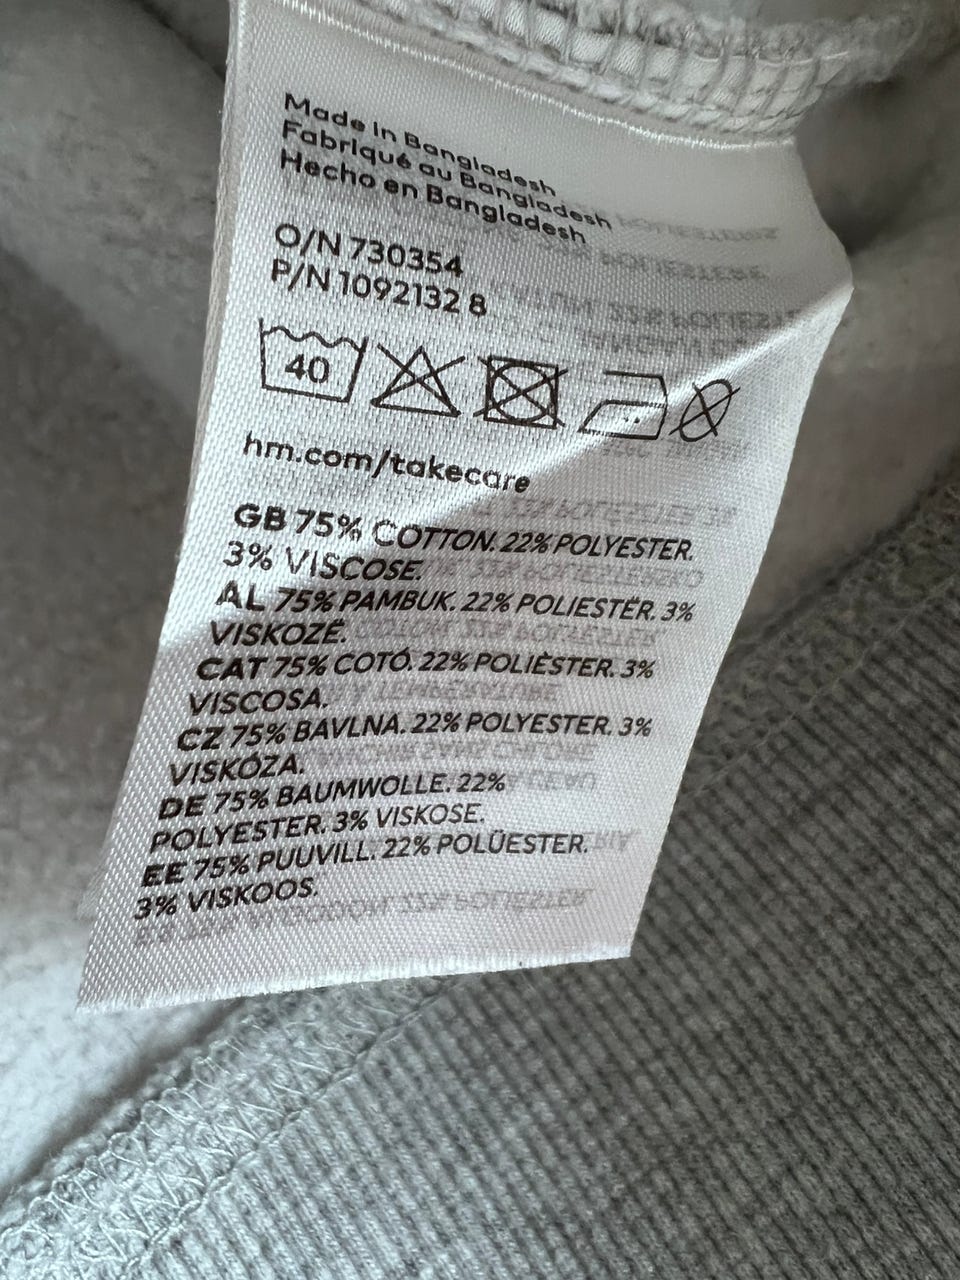 Made in Bangladesh
Fabriqué au Bangladesh
Hecho en Bangladesh
O/N 730354
P/N 1092132 8
40
hm.com/takecare
GB 75% COTTON. 22% POLYESTER.
3% VISCOSE.
AL 75% PAMBUK. 22% POLIESTËR. 3%
VISKOZË.
CAT 75% COTÓ. 22% POLIÈSTER. 3%
VISCOSA.
CZ 75% BAVLNA. 22% POLYESTER. 3%
VISKÓZA.
DE 75% BAUMWOLLE. 22%
POLYESTER. 3% VISKOSE.
EE 75% PUUVILL. 22% POLÜESTER.
3% VISKOOS.